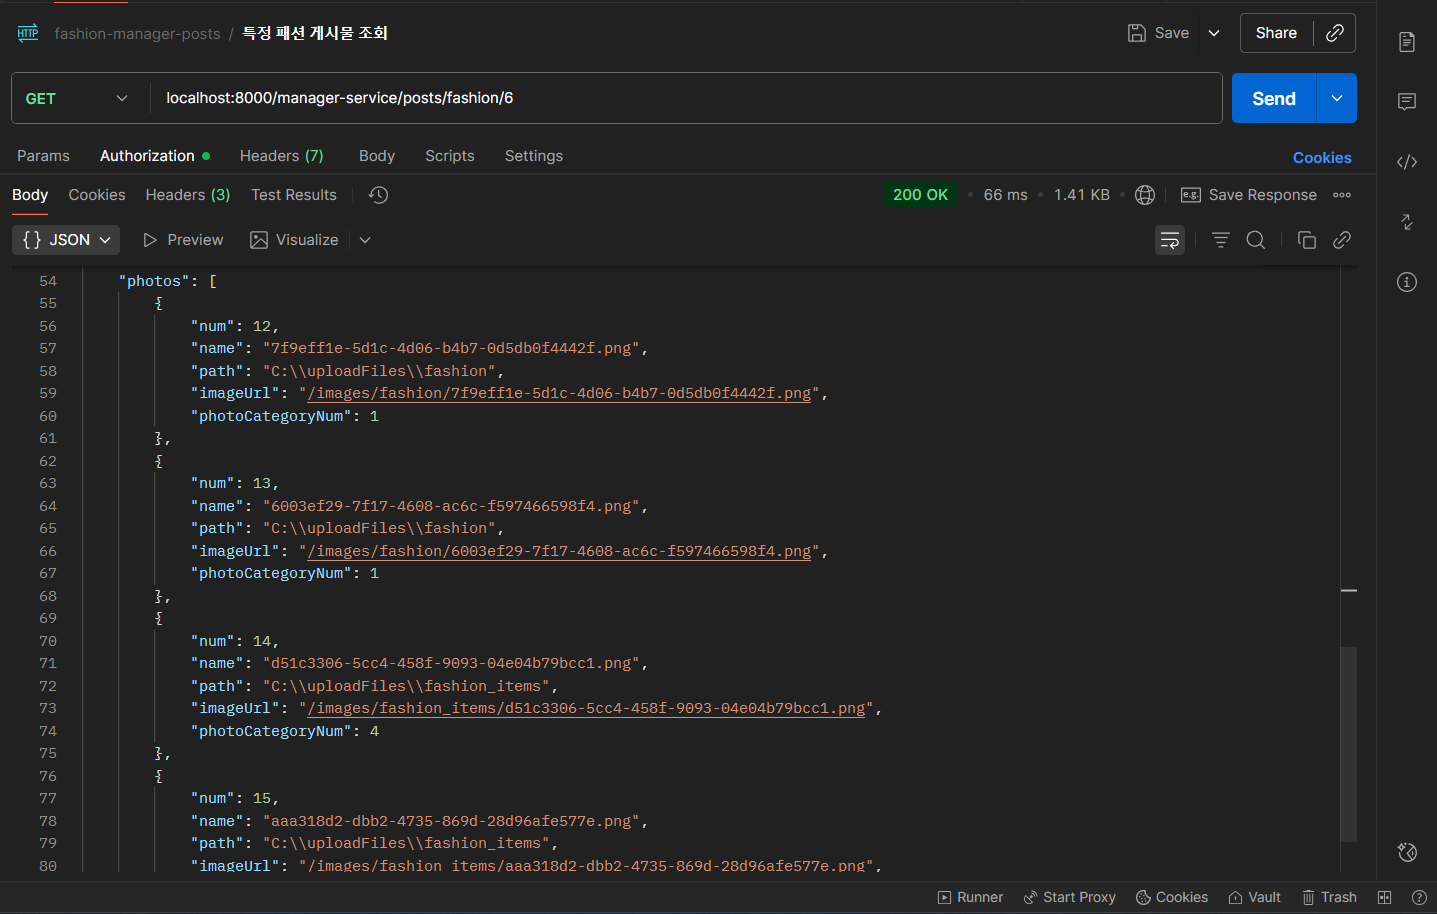 HTTP fashion-manager-posts / 특정 패션 게시물 조회 Save Share
GET localhost:8000/manager-service/posts/fashion/6 Send
Params Authorization Headers (7) Body Scripts Settings Cookies
Body Cookies Headers (3) Test Results 200 OK • 66 ms • 1.41 KB • e.g. Save Response
{} JSON Preview Visualize
54 "photos": [
55 {
56 "num": 12,
57 "name": "7f9eff1e-5d1c-4d06-b4b7-0d5db0f4442f.png",
58 "path": "C:\\uploadFiles\\fashion",
59 "imageUrl": "/images/fashion/7f9eff1e-5d1c-4d06-b4b7-0d5db0f4442f.png",
60 "photoCategoryNum": 1
61 },
62 {
63 "num": 13,
64 "name": "6003ef29-7f17-4608-ac6c-f597466598f4.png",
65 "path": "C:\\uploadFiles\\fashion",
66 "imageUrl": "/images/fashion/6003ef29-7f17-4608-ac6c-f597466598f4.png",
67 "photoCategoryNum": 1
68 },
69 {
70 "num": 14,
71 "name": "d51c3306-5cc4-458f-9093-04e04b79bcc1.png",
72 "path": "C:\\uploadFiles\\fashion_items",
73 "imageUrl": "/images/fashion_items/d51c3306-5cc4-458f-9093-04e04b79bcc1.png",
74 "photoCategoryNum": 4
75 },
76 {
77 "num": 15,
78 "name": "aaa318d2-dbb2-4735-869d-28d96afe577e.png",
79 "path": "C:\\uploadFiles\\fashion_items",
80 "imageUrl": "/images/fashion_items/aaa318d2-dbb2-4735-869d-28d96afe577e.png",
Runner Start Proxy Cookies Vault Trash